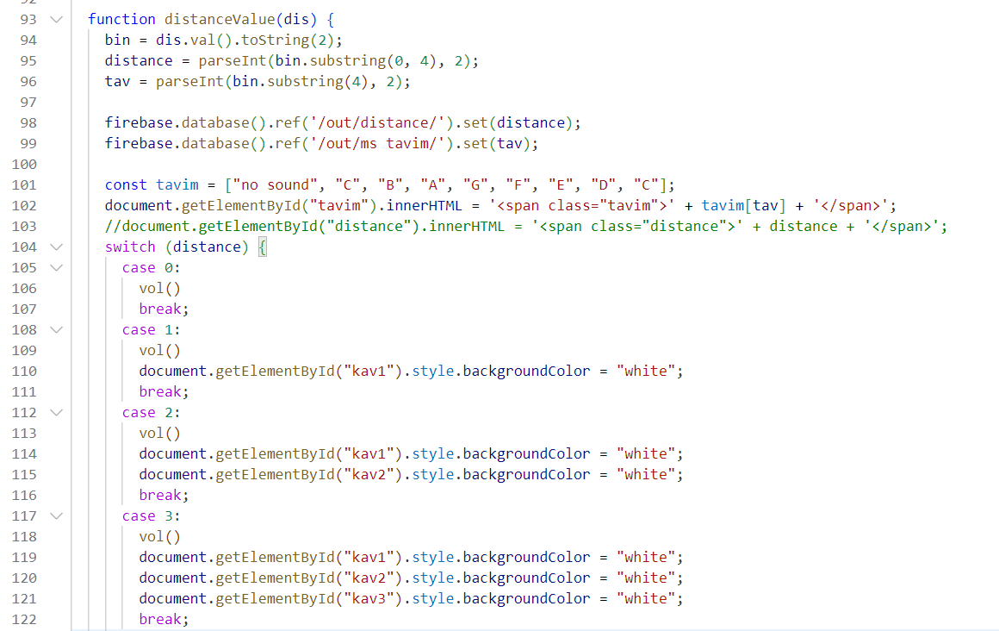 92
93 function distanceValue(dis) {
94 bin = dis.val().toString(2);
95 distance = parseInt(bin.substring(0, 4), 2);
96 tav = parseInt(bin.substring(4), 2);
97
98 firebase.database().ref('/out/distance/').set(distance);
99 firebase.database().ref('/out/ms tavim/').set(tav);
100
101 const tavim = ["no sound", "C", "B", "A", "G", "F", "E", "D", "C"];
102 document.getElementById("tavim").innerHTML = '<span class="tavim">' + tavim[tav] + '</span>';
103 //document.getElementById("distance").innerHTML = '<span class="distance">' + distance + '</span>';
104 switch (distance) {
105 case 0:
106 vol()
107 break;
108 case 1:
109 vol()
110 document.getElementById("kav1").style.backgroundColor = "white";
111 break;
112 case 2:
113 vol()
114 document.getElementById("kav1").style.backgroundColor = "white";
115 document.getElementById("kav2").style.backgroundColor = "white";
116 break;
117 case 3:
118 vol()
119 document.getElementById("kav1").style.backgroundColor = "white";
120 document.getElementById("kav2").style.backgroundColor = "white";
121 document.getElementById("kav3").style.backgroundColor = "white";
122 break;